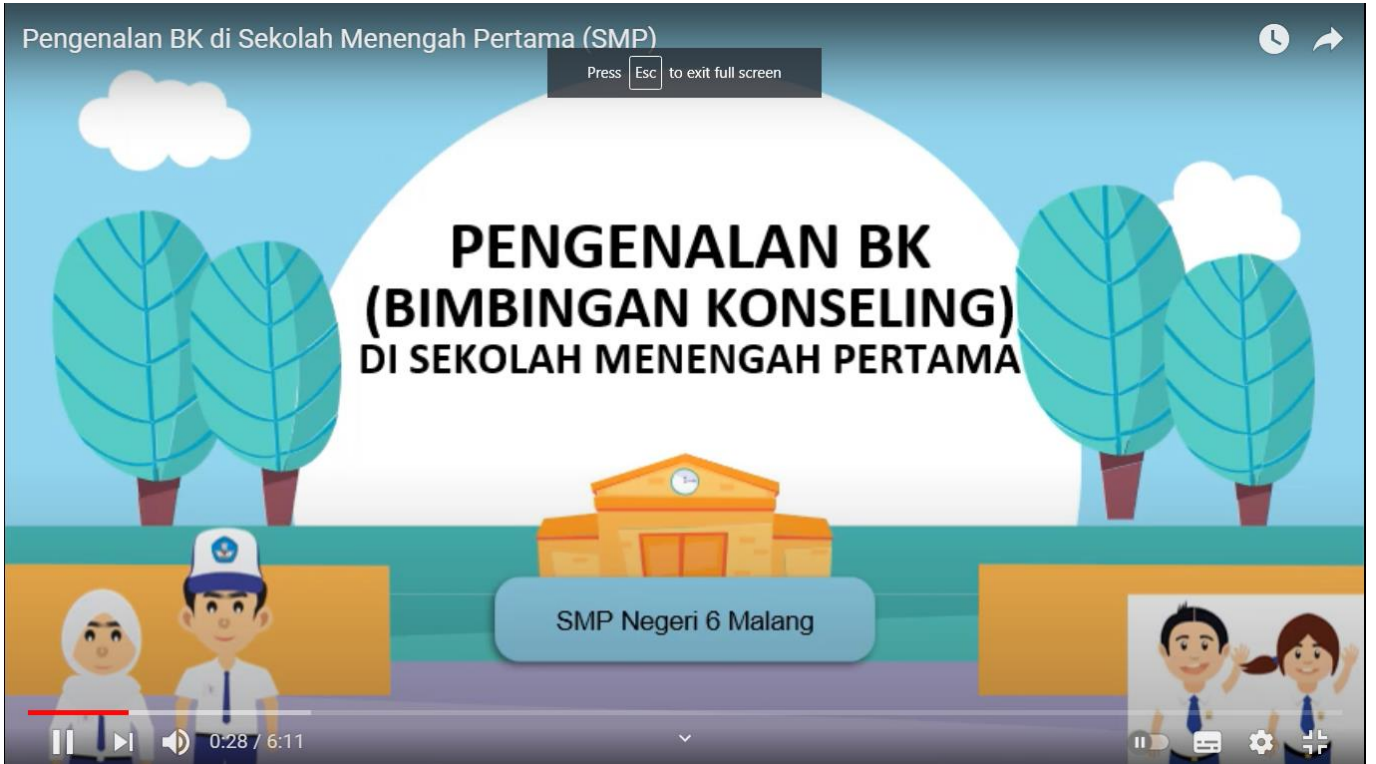 Pengenalan BK di Sekolah Menengah Pertama (SMP)
Press Esc to exit full screen
PENGENALAN BK
(BIMBINGAN KONSELING)
DI SEKOLAH MENENGAH PERTAMA
SMP Negeri 6 Malang
0:28 / 6:11